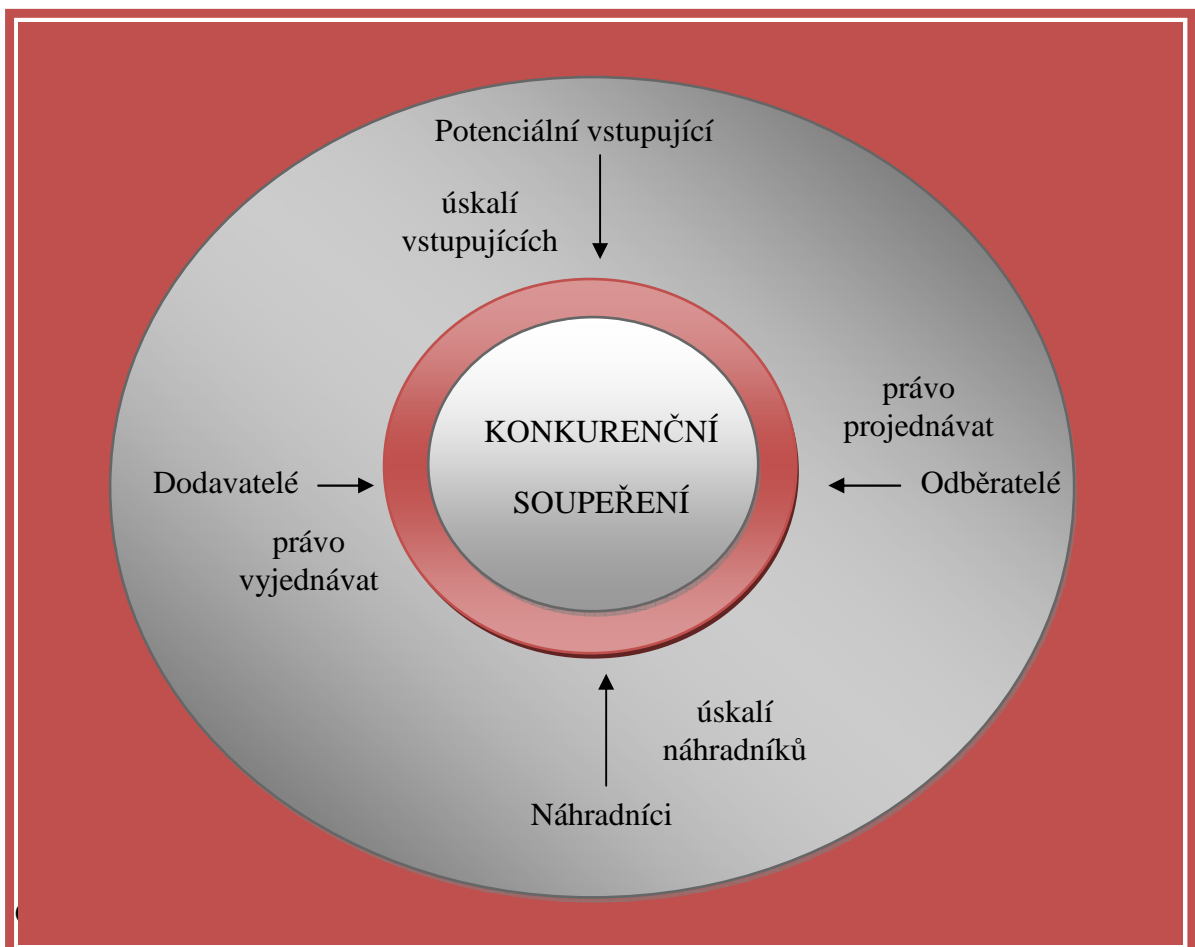 Potenciální vstupující
úskalí
vstupujících
právo
projednávat
KONKURENČNÍ
SOUPEŘENÍ
Dodavatelé
Odběratelé
právo
vyjednávat
úskalí
náhradníků
Náhradníci